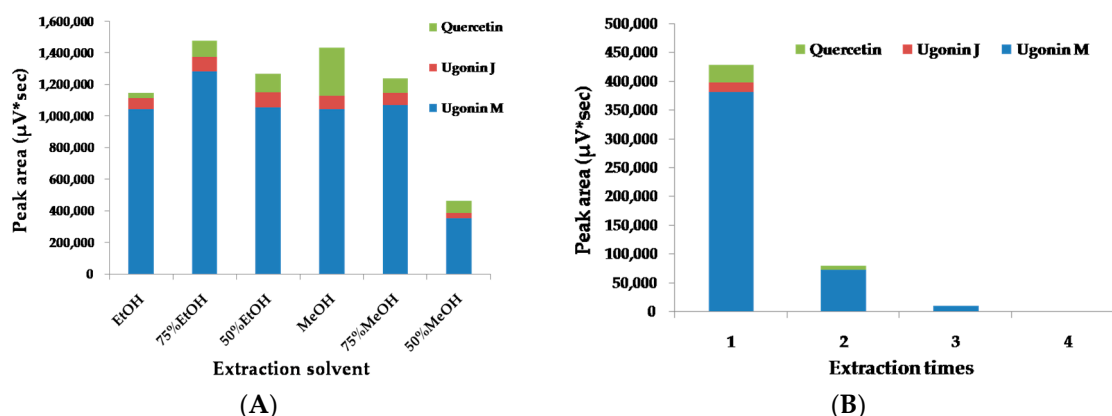 1,600,000
1,400,000
1,200,000
1,000,000
800,000
600,000
400,000
200,000
0
Peak area (μV*sec)
Quercetin
Ugonin J
Ugonin M
EtOH
75%EtOH
50%EtOH
MeOH
75%MeOH
50%MeOH
Extraction solvent
(A)
500,000
450,000
400,000
350,000
300,000
250,000
200,000
150,000
100,000
50,000
0
Peak area (μV*sec)
Quercetin Ugonin J Ugonin M
1 2 3 4
Extraction times
(B)